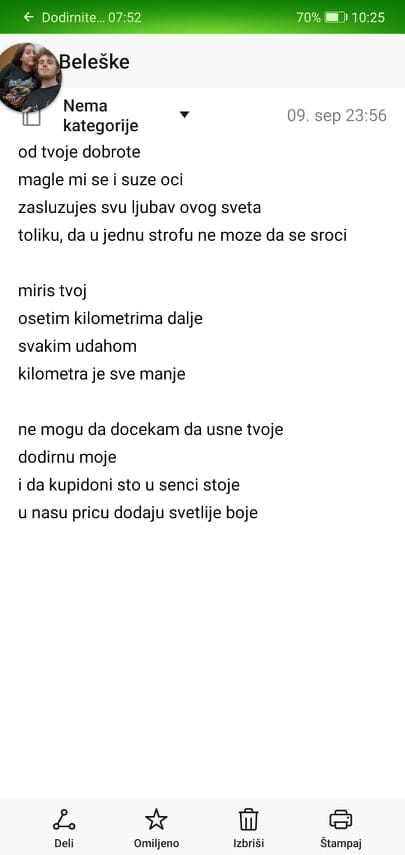 ← Dodirnite... 07:52 70% 10:25
Beleške
Nema
kategorije
09. sep 23:56
od tvoje dobrote
magle mi se i suze oci
zasluzujes svu ljubav ovog sveta
toliku, da u jednu strofu ne moze da se sroci
miris tvoj
osetim kilometrima dalje
svakim udahom
kilometra je sve manje
ne mogu da docekam da usne tvoje
dodirnu moje
i da kupidoni sto u senci stoje
u nasu pricu dodaju svetlije boje
Deli Omiljeno Izbriši Štampaj